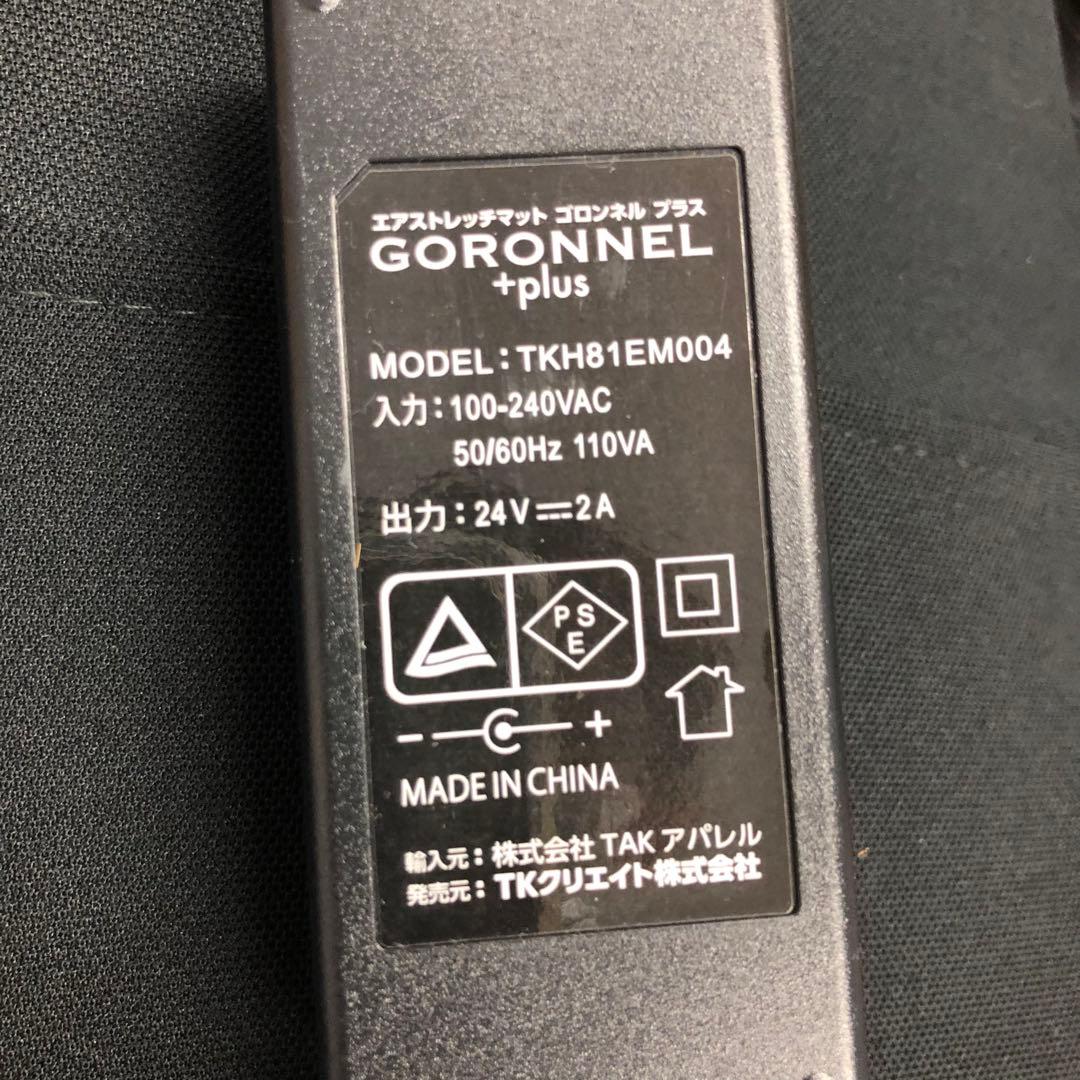 エアストレッチマット ゴロンネル プラス
GORONNEL
+plus
MODEL:TKH81EM004
入力:100-240VAC
50/60Hz 110VA
出力:24V⎓2A
PSE
- +
MADE IN CHINA
輸入元:株式会社 TAK アパレル
発売元:TKクリエイト株式会社